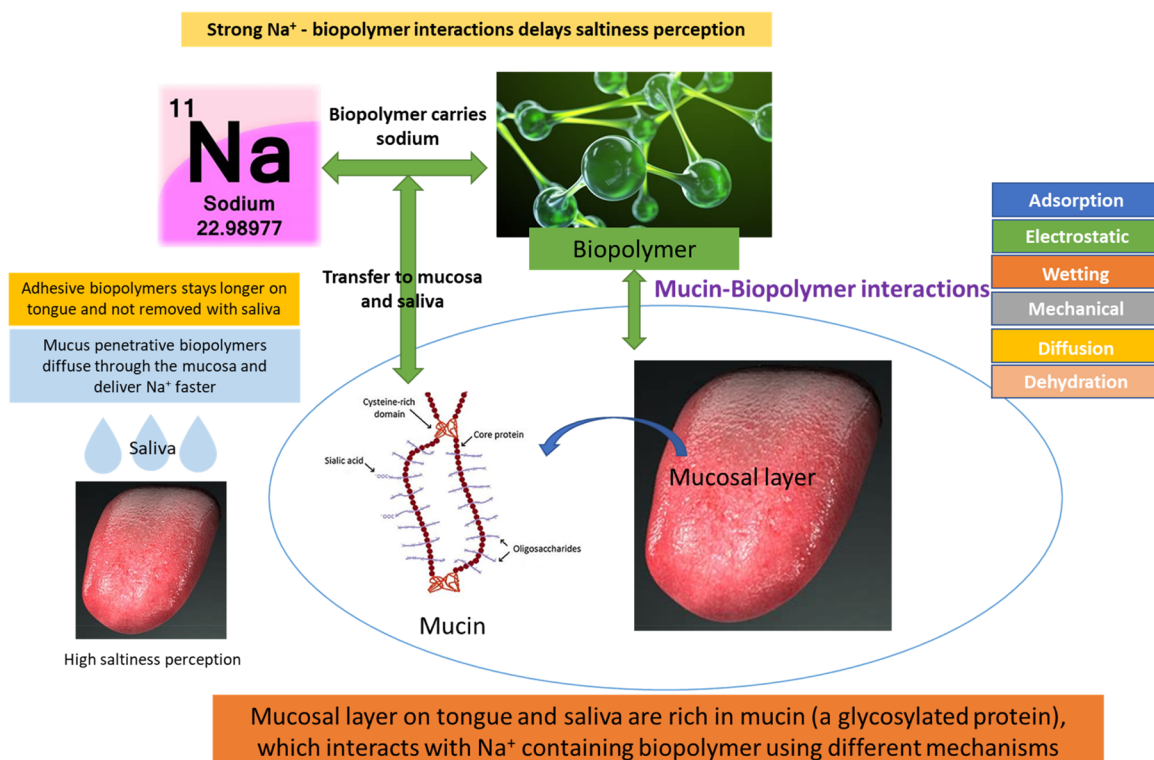 Strong Na⁺ - biopolymer interactions delays saltiness perception
11
Na
Sodium
22.98977
Biopolymer carries
sodium
Biopolymer
Transfer to mucosa
and saliva
Mucin-Biopolymer interactions
Adsorption
Electrostatic
Wetting
Mechanical
Diffusion
Dehydration
Adhesive biopolymers stays longer on
tongue and not removed with saliva
Mucus penetrative biopolymers
diffuse through the mucosa and
deliver Na⁺ faster
Saliva
High saltiness perception
Cysteine-rich
domain
Core protein
Sialic acid
Oligosaccharides
Mucin
Mucosal layer
Mucosal layer on tongue and saliva are rich in mucin (a glycosylated protein),
which interacts with Na⁺ containing biopolymer using different mechanisms